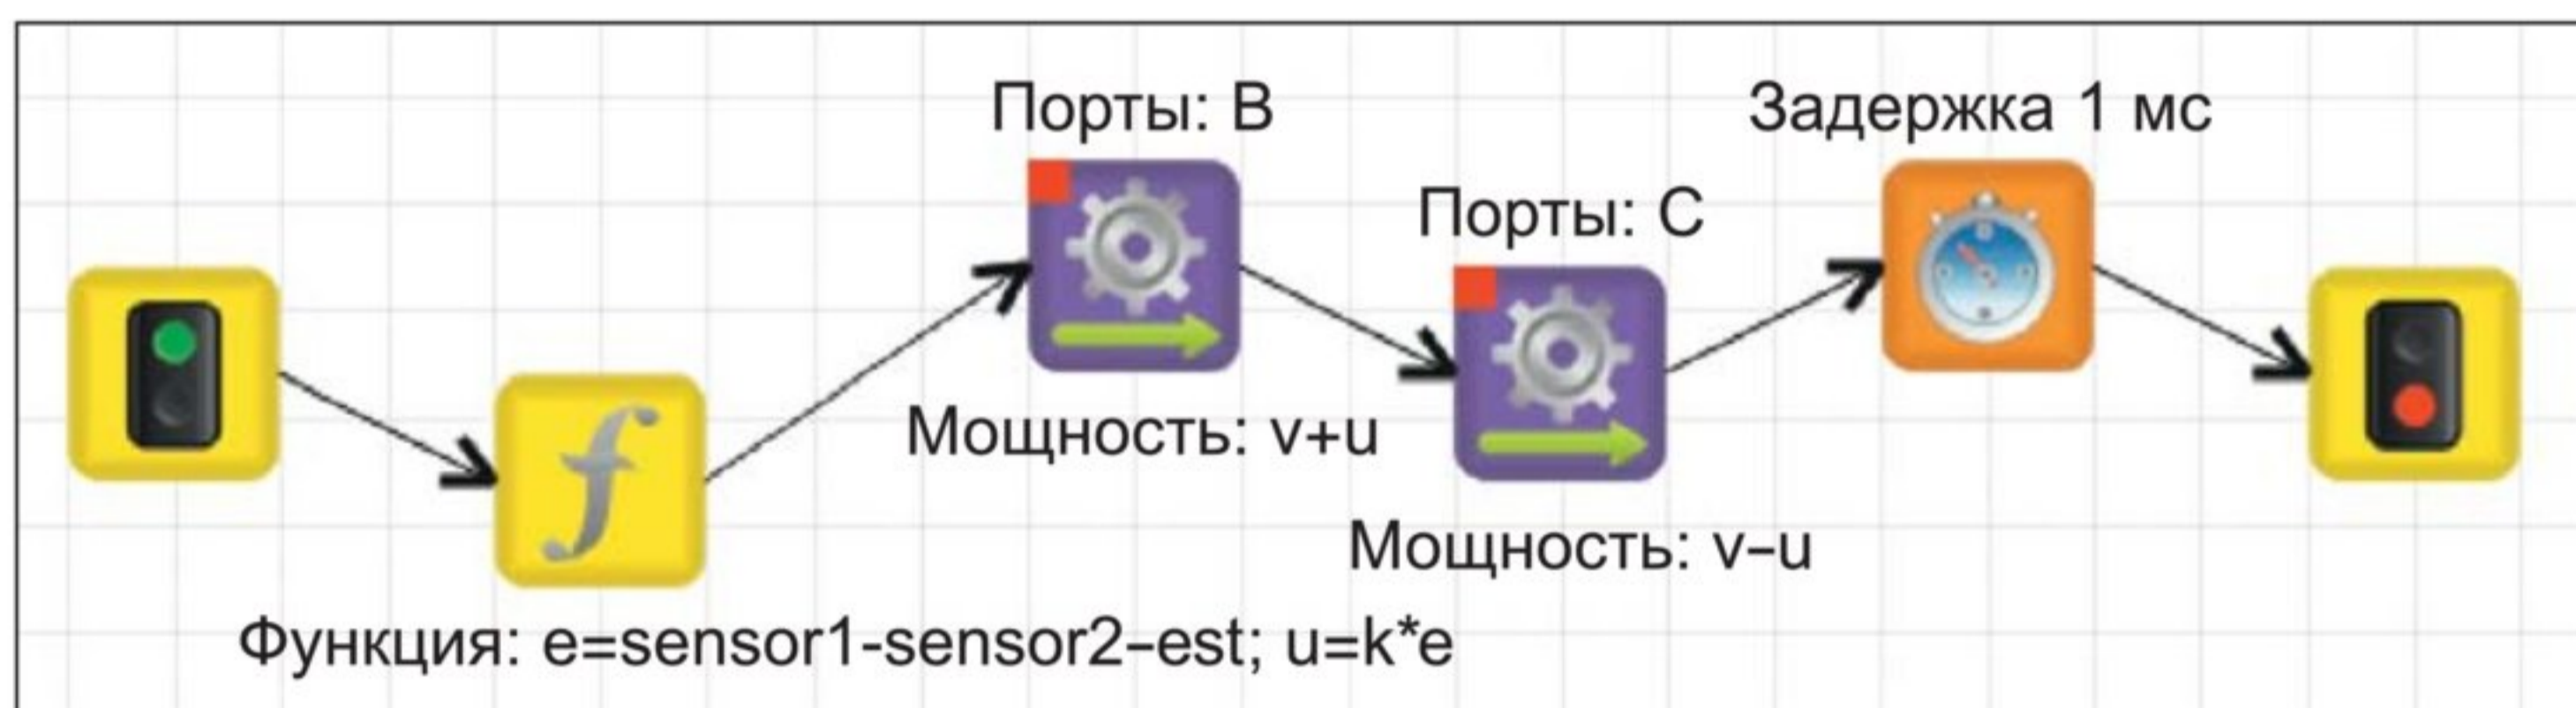 Порты: B
Задержка 1 мс
Порты: C
Мощность: v+u
Мощность: v–u
Функция: e=sensor1-sensor2–est; u=k*e